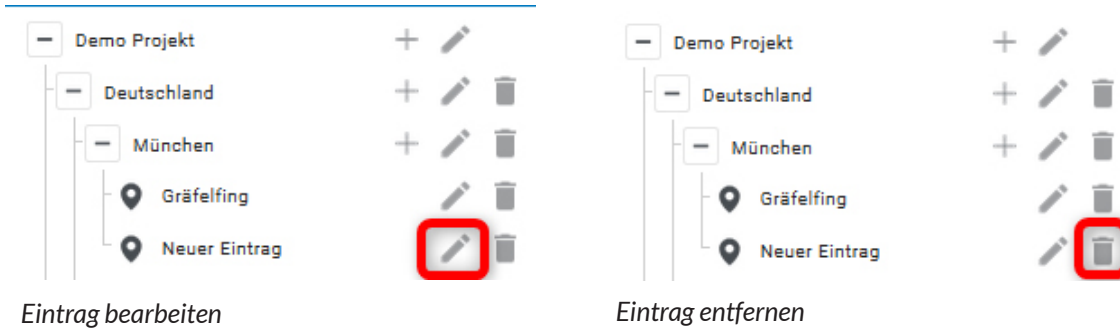 Demo Projekt
Deutschland
München
Gräfelfing
Neuer Eintrag
Eintrag bearbeiten
Demo Projekt
Deutschland
München
Gräfelfing
Neuer Eintrag
Eintrag entfernen